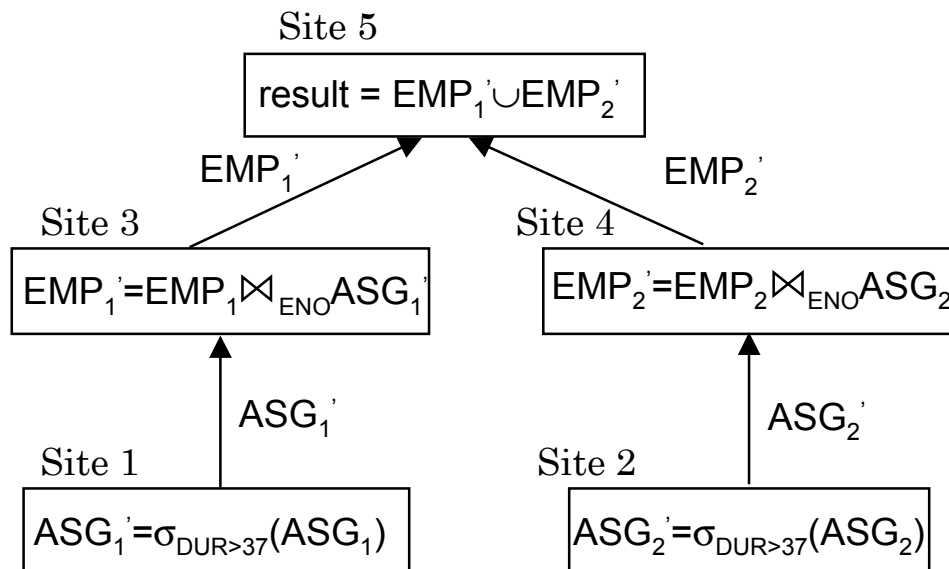 Site 5
result = EMP₁’∪EMP₂’
EMP₁’
EMP₂’
Site 3
Site 4
EMP₁’=EMP₁⋈ENOASG₁’
EMP₂’=EMP₂⋈ENOASG₂
ASG₁’
ASG₂’
Site 1
Site 2
ASG₁’=σDUR>37(ASG₁)
ASG₂’=σDUR>37(ASG₂)